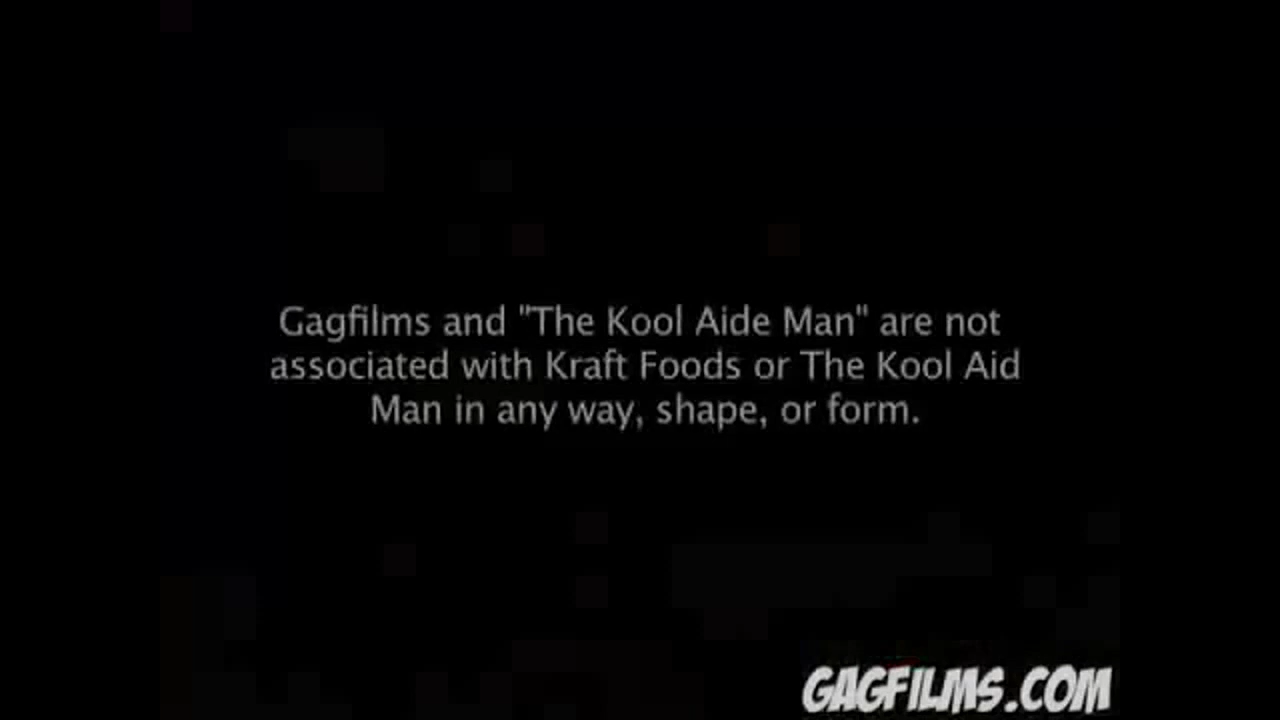 Gagfilms and "The Kool Aide Man" are not
associated with Kraft Foods or The Kool Aid
Man in any way, shape, or form.
GAGFILMS.COM